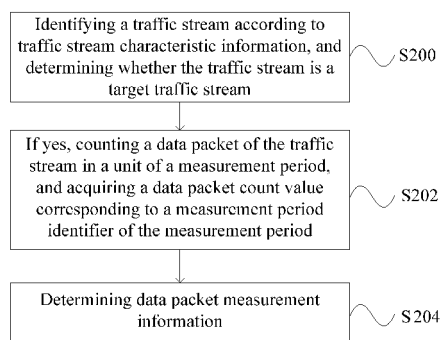 Identifying a traffic stream according to
traffic stream characteristic information, and
determining whether the traffic stream is a
target traffic stream
S200
If yes, counting a data packet of the traffic
stream in a unit of a measurement period,
and acquiring a data packet count value
corresponding to a measurement period
identifier of the measurement period
S202
Determining data packet measurement
information
S204